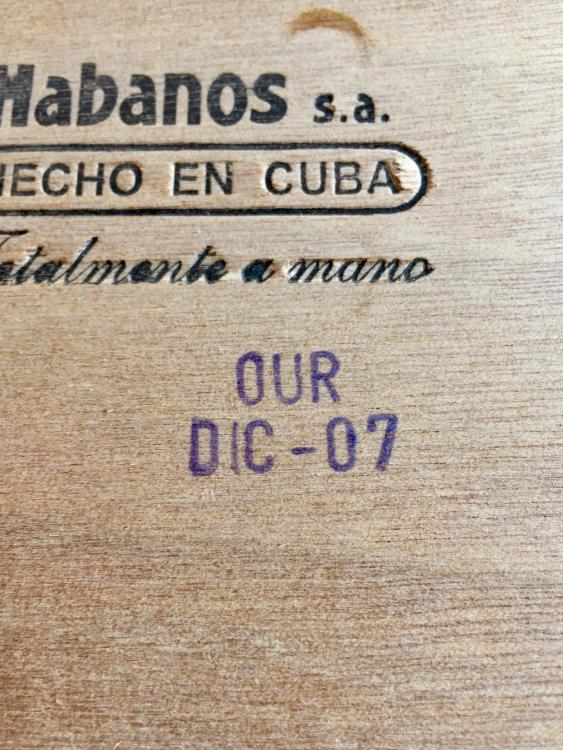 Habanos s.a.
HECHO EN CUBA
Totalmente a mano
OUR
DIC-07